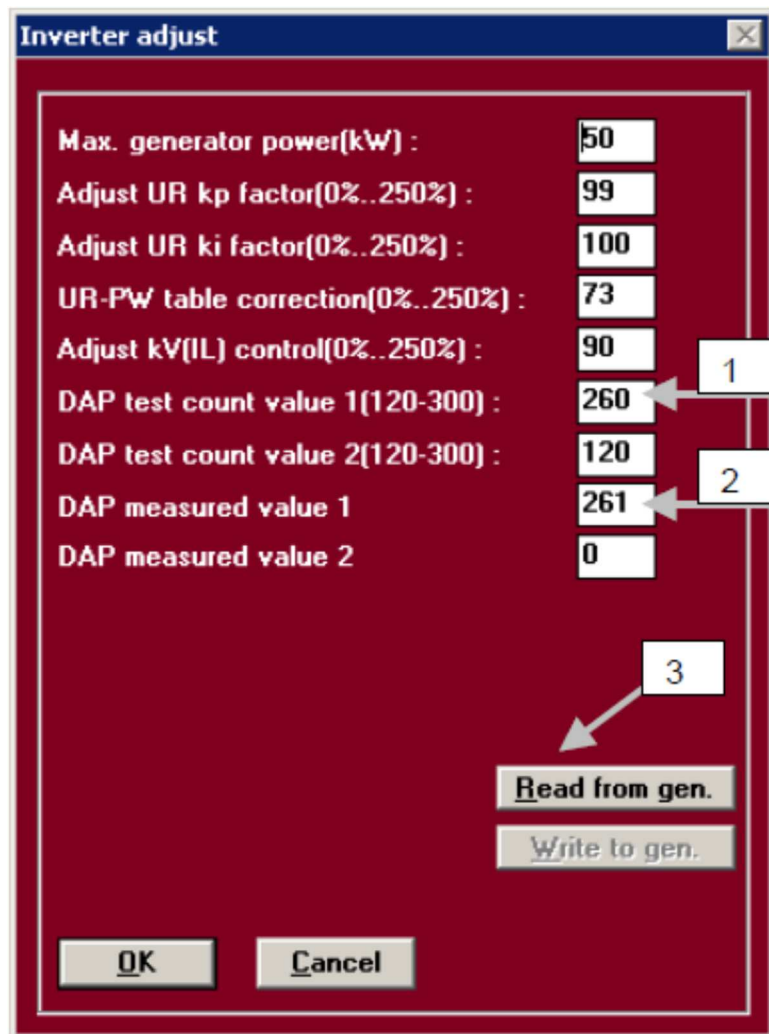 Inverter adjust
Max. generator power(kW) : 50
Adjust UR kp factor(0%..250%) : 99
Adjust UR ki factor(0%..250%) : 100
UR-PW table correction(0%..250%) : 73
Adjust kV(IL) control(0%..250%) : 90
1
DAP test count value 1(120-300) : 260
DAP test count value 2(120-300) : 120
2
DAP measured value 1 261
DAP measured value 2 0
3
Read from gen.
Write to gen.
OK Cancel